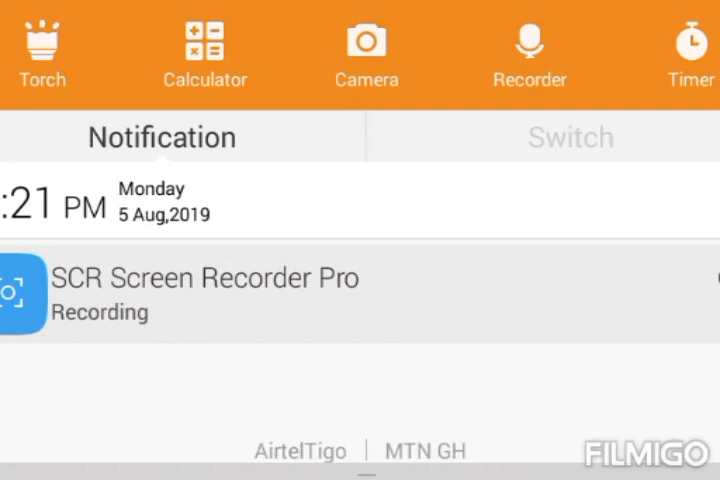 Torch Calculator Camera Recorder Timer
Notification Switch
:21 PM
Monday
5 Aug,2019
SCR Screen Recorder Pro
Recording
AirtelTigo | MTN GH
FILMIGO